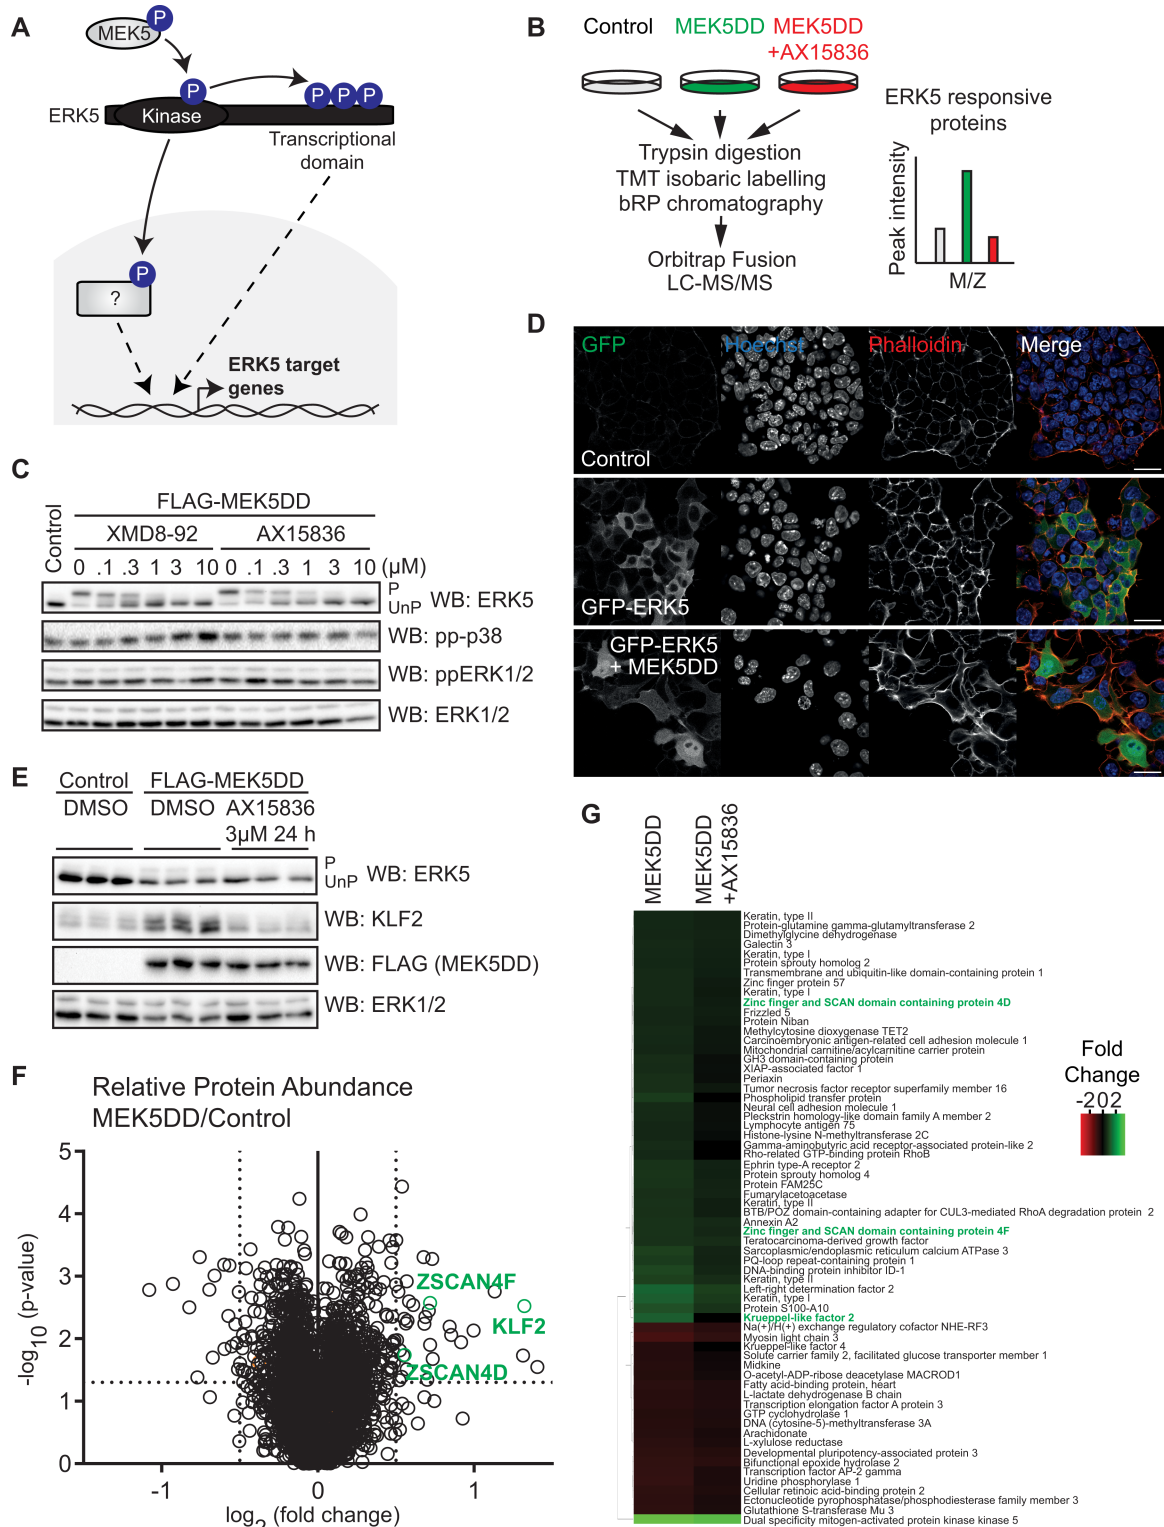 A
MEK5
P
P
P P P
ERK5
Kinase
Transcriptional
domain
P
?
ERK5 target
genes
B
Control
MEK5DD
MEK5DD
+AX15836
Trypsin digestion
TMT isobaric labelling
bRP chromatography
Orbitrap Fusion
LC-MS/MS
ERK5 responsive
proteins
Peak intensity
M/Z
C
Control
FLAG-MEK5DD
XMD8-92
AX15836
0 .1 .3 1 3 10 0 .1 .3 1 3 10 (μM)
P
UnP
WB: ERK5
WB: pp-p38
WB: ppERK1/2
WB: ERK1/2
D
GFP
Hoechst
Phalloidin
Merge
Control
GFP-ERK5
GFP-ERK5
+ MEK5DD
E
Control
FLAG-MEK5DD
DMSO
DMSO
AX15836
3μM 24 h
P
UnP
WB: ERK5
WB: KLF2
WB: FLAG (MEK5DD)
WB: ERK1/2
F
Relative Protein Abundance
MEK5DD/Control
-log10 (p-value)
5
4
3
2
1
0
-1
0
1
log2 (fold change)
ZSCAN4F
KLF2
ZSCAN4D
G
MEK5DD
MEK5DD
+AX15836
Keratin, type II
Protein-glutamine gamma-glutamyltransferase 2
Dimethylglycine dehydrogenase
Galectin 3
Keratin, type I
Protein sprouty homolog 2
Transmembrane and ubiquitin-like domain-containing protein 1
Zinc finger protein 57
Keratin, type I
Zinc finger and SCAN domain containing protein 4D
Frizzled 5
Protein Niban
Methylcytosine dioxygenase TET2
Carcinoembryonic antigen-related cell adhesion molecule 1
Mitochondrial carnitine/acylcarnitine carrier protein
GH3 domain-containing protein
XIAP-associated factor 1
Periaxin
Tumor necrosis factor receptor superfamily member 16
Phospholipid transfer protein
Neural cell adhesion molecule 1
Pleckstrin homology-like domain family A member 2
Lymphocyte antigen 75
Histone-lysine N-methyltransferase 2C
Gamma-aminobutyric acid receptor-associated protein-like 2
Rho-related GTP-binding protein RhoB
Ephrin type-A receptor 2
Protein sprouty homolog 4
Protein FAM25C
Fumarylacetoacetase
Keratin, type II
BTB/POZ domain-containing adapter for CUL3-mediated RhoA degradation protein 2
Annexin A2
Zinc finger and SCAN domain containing protein 4F
Teratocarcinoma-derived growth factor
Sarcoplasmic/endoplasmic reticulum calcium ATPase 3
PQ-loop repeat-containing protein 1
DNA-binding protein inhibitor ID-1
Keratin, type II
Left-right determination factor 2
Keratin, type I
Protein S100-A10
Krueppel-like factor 2
Na(+)/H(+) exchange regulatory cofactor NHE-RF3
Myosin light chain 3
Krueppel-like factor 4
Solute carrier family 2, facilitated glucose transporter member 1
Midkine
O-acetyl-ADP-ribose deacetylase MACROD1
Fatty acid-binding protein, heart
L-lactate dehydrogenase B chain
Transcription elongation factor A protein 3
GTP cyclohydrolase 1
DNA (cytosine-5)-methyltransferase 3A
Arachidonate
L-xylulose reductase
Developmental pluripotency-associated protein 3
Bifunctional epoxide hydrolase 2
Transcription factor AP-2 gamma
Uridine phosphorylase 1
Cellular retinoic acid-binding protein 2
Ectonucleotide pyrophosphatase/phosphodiesterase family member 3
Glutathione S-transferase Mu 3
Dual specificity mitogen-activated protein kinase kinase 5
Fold
Change
-2 0 2